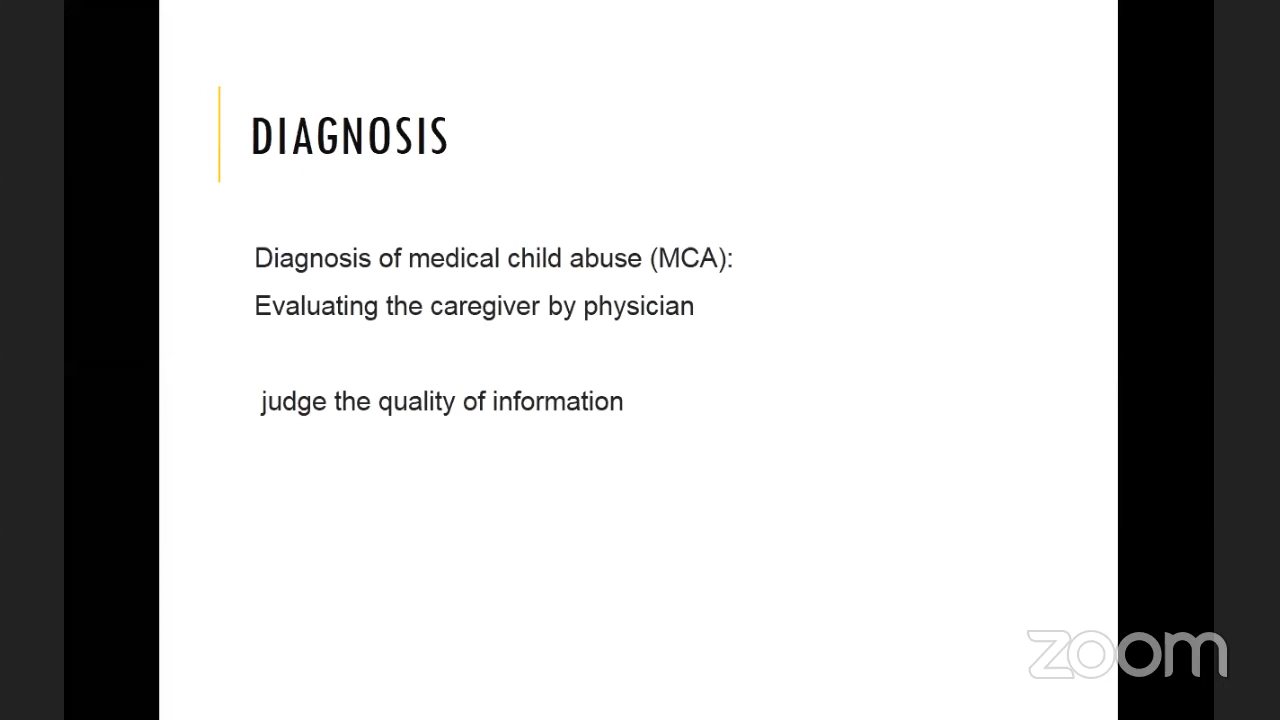 DIAGNOSIS
Diagnosis of medical child abuse (MCA):
Evaluating the caregiver by physician
judge the quality of information
zoom